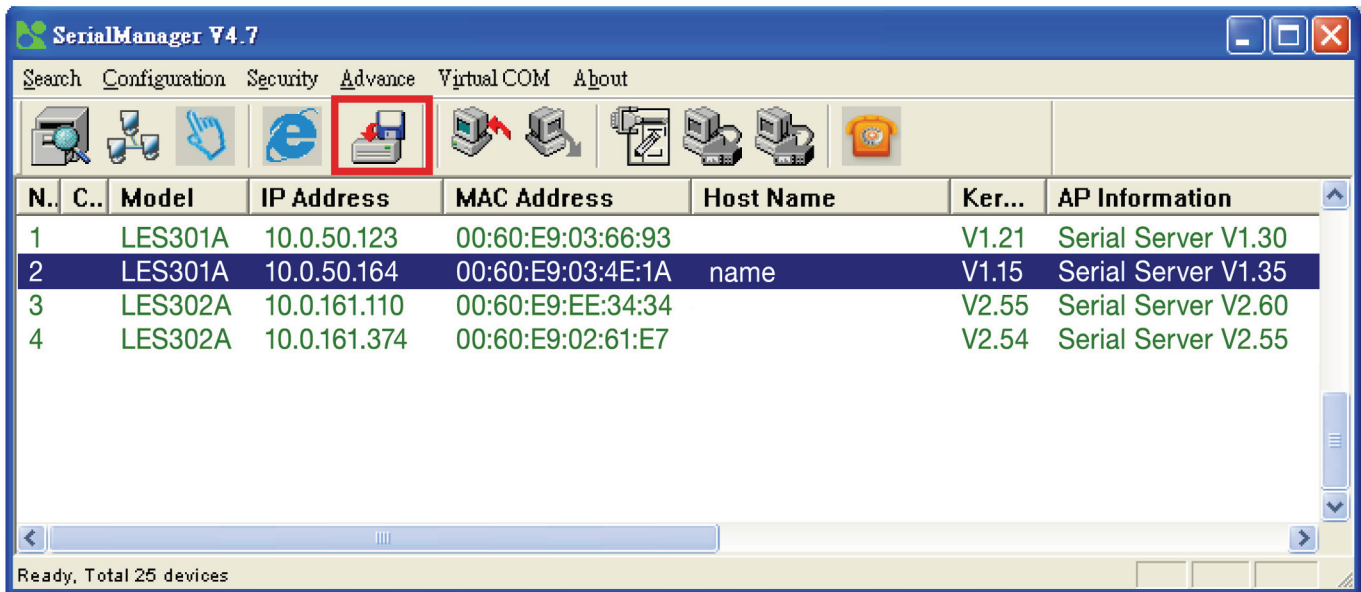 SerialManager V4.7
Search Configuration Security Advance Virtual COM About
N.. C.. Model IP Address MAC Address Host Name Ker... AP Information
1 LES301A 10.0.50.123 00:60:E9:03:66:93 V1.21 Serial Server V1.30
2 LES301A 10.0.50.164 00:60:E9:03:4E:1A name V1.15 Serial Server V1.35
3 LES302A 10.0.161.110 00:60:E9:EE:34:34 V2.55 Serial Server V2.60
4 LES302A 10.0.161.374 00:60:E9:02:61:E7 V2.54 Serial Server V2.55
Ready, Total 25 devices